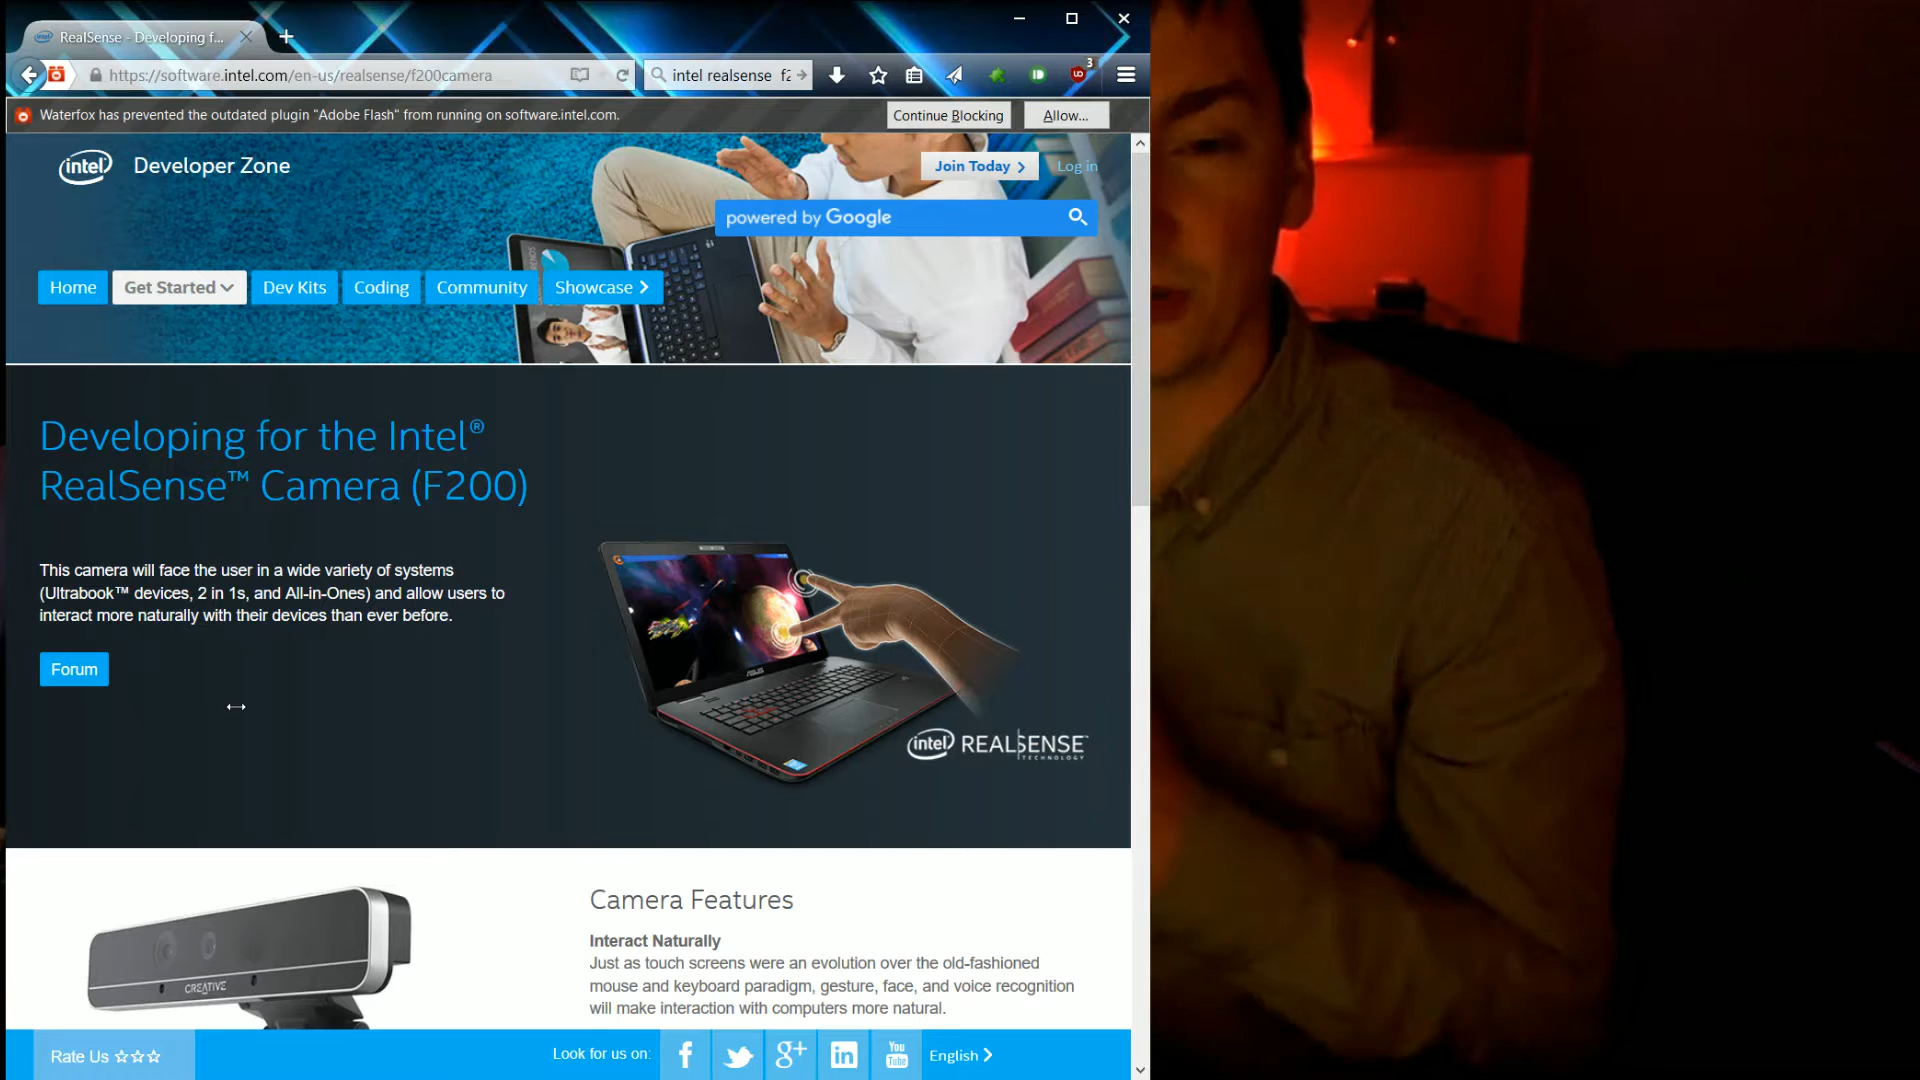 RealSense - Developing f...
https://software.intel.com/en-us/realsense/f200camera
intel realsense f2
3
Waterfox has prevented the outdated plugin "Adobe Flash" from running on software.intel.com.
Continue Blocking
Allow...
intel
Developer Zone
Join Today
Log in
powered by Google
Home
Get Started
Dev Kits
Coding
Community
Showcase
Developing for the Intel®
RealSense™ Camera (F200)
This camera will face the user in a wide variety of systems
(Ultrabook™ devices, 2 in 1s, and All-in-Ones) and allow users to
interact more naturally with their devices than ever before.
Forum
ASUS
intel REALSENSE
TECHNOLOGY
Camera Features
Interact Naturally
Just as touch screens were an evolution over the old-fashioned
mouse and keyboard paradigm, gesture, face, and voice recognition
will make interaction with computers more natural.
CREATIVE
Rate Us
Look for us on:
f
g+
in
You
Tube
English